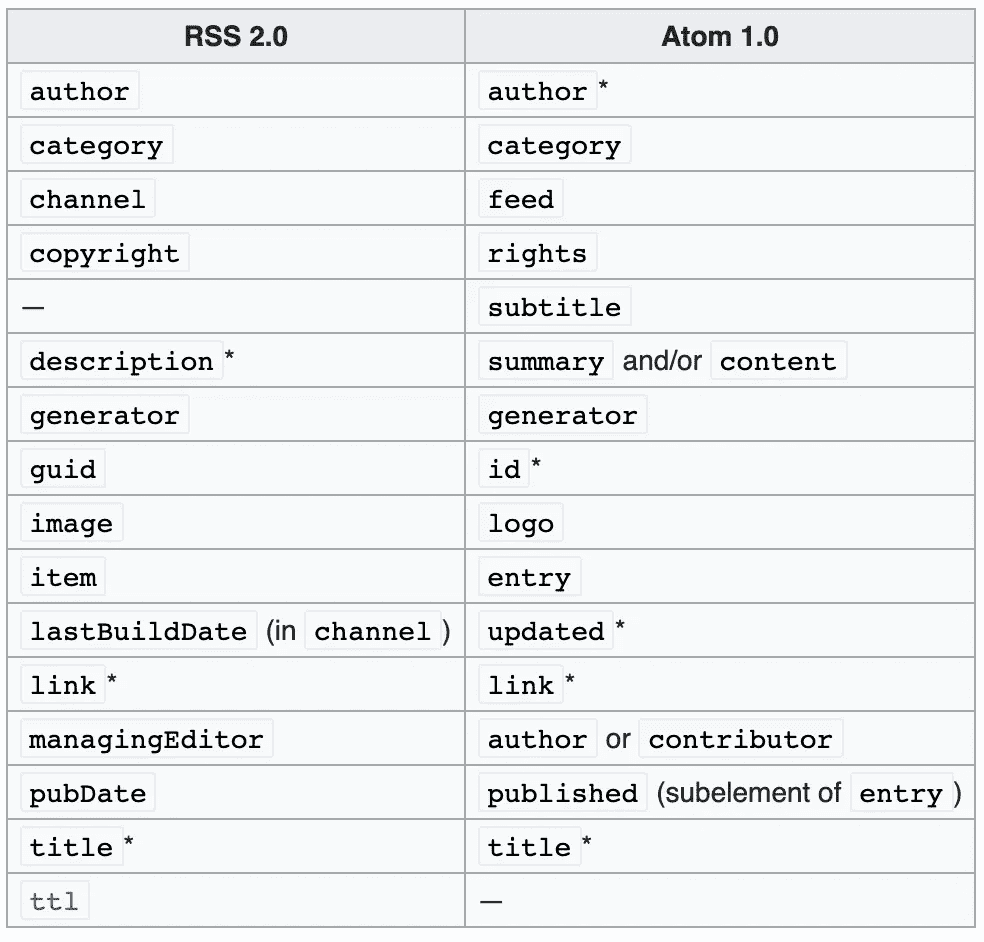 RSS 2.0 Atom 1.0
author author *
category category
channel feed
copyright rights
— subtitle
description * summary and/or content
generator generator
guid id *
image logo
item entry
lastBuildDate (in channel ) updated *
link * link *
managingEditor author or contributor
pubDate published (subelement of entry )
title * title *
ttl —